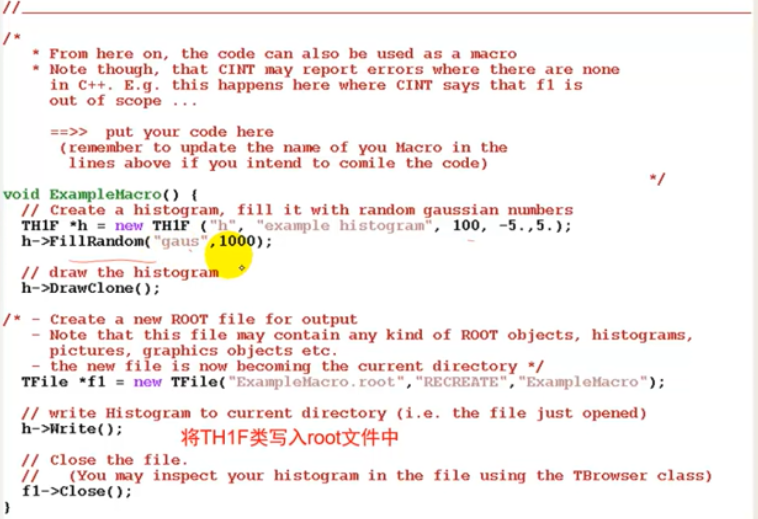 //
/*
* From here on, the code can also be used as a macro
* Note though, that CINT may report errors where there are none
in C++. E.g. this happens here where CINT says that f1 is
out of scope ...
==>> put your code here
(remember to update the name of you Macro in the
lines above if you intend to comile the code)
*/
void ExampleMacro() {
// Create a histogram, fill it with random gaussian numbers
TH1F *h = new TH1F ("h", "example histogram", 100, -5.,5.);
h->FillRandom("gaus",1000);
// draw the histogram
h->DrawClone();
/* - Create a new ROOT file for output
- Note that this file may contain any kind of ROOT objects, histograms,
pictures, graphics objects etc.
- the new file is now becoming the current directory */
TFile *f1 = new TFile("ExampleMacro.root","RECREATE","ExampleMacro");
// write Histogram to current directory (i.e. the file just opened)
h->Write();
将TH1F类写入root文件中
// Close the file.
// (You may inspect your histogram in the file using the TBrowser class)
f1->Close();
}